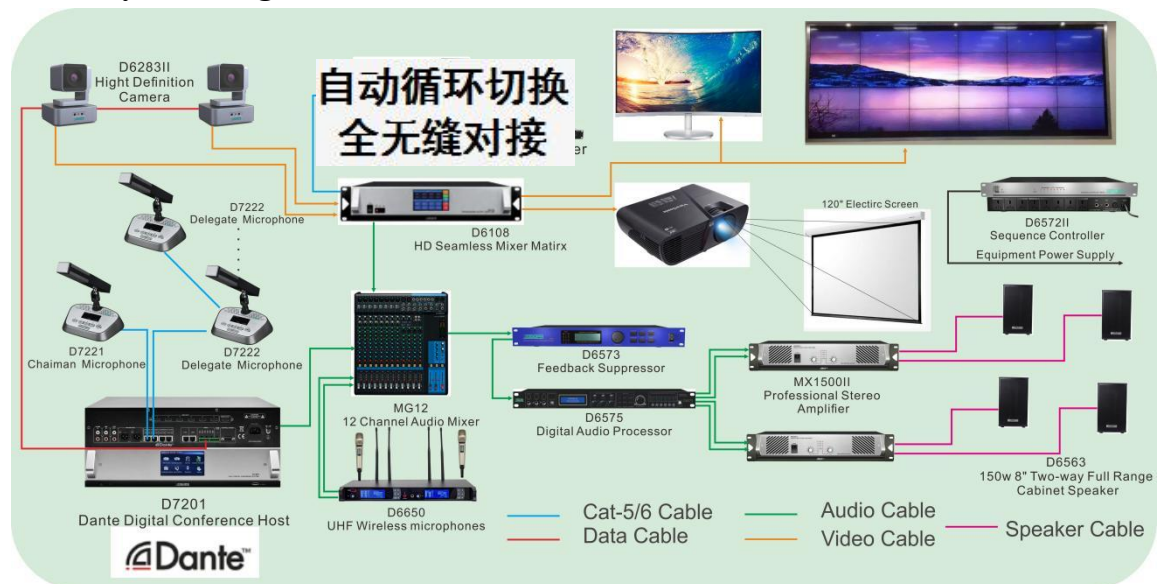 D6283II
Hight Definition
Camera
自动循环切换
全无缝对接
er
D7222
Delegate Microphone
D6108
HD Seamless Mixer Matirx
120" Electirc Screen
D6572II
Sequence Controller
Equipment Power Supply
D7221
Chaiman Microphone
D7222
Delegate Microphone
D6573
Feedback Suppressor
MX1500II
Professional Stereo
Amplifier
MG12
12 Channel Audio Mixer
D6575
Digital Audio Processor
D6563
150w 8" Two-way Full Range
Cabinet Speaker
Dante
D7201
Dante Digital Conference Host
D6650
UHF Wireless microphones
Cat-5/6 Cable
Data Cable
Audio Cable
Video Cable
Speaker Cable
Dante™